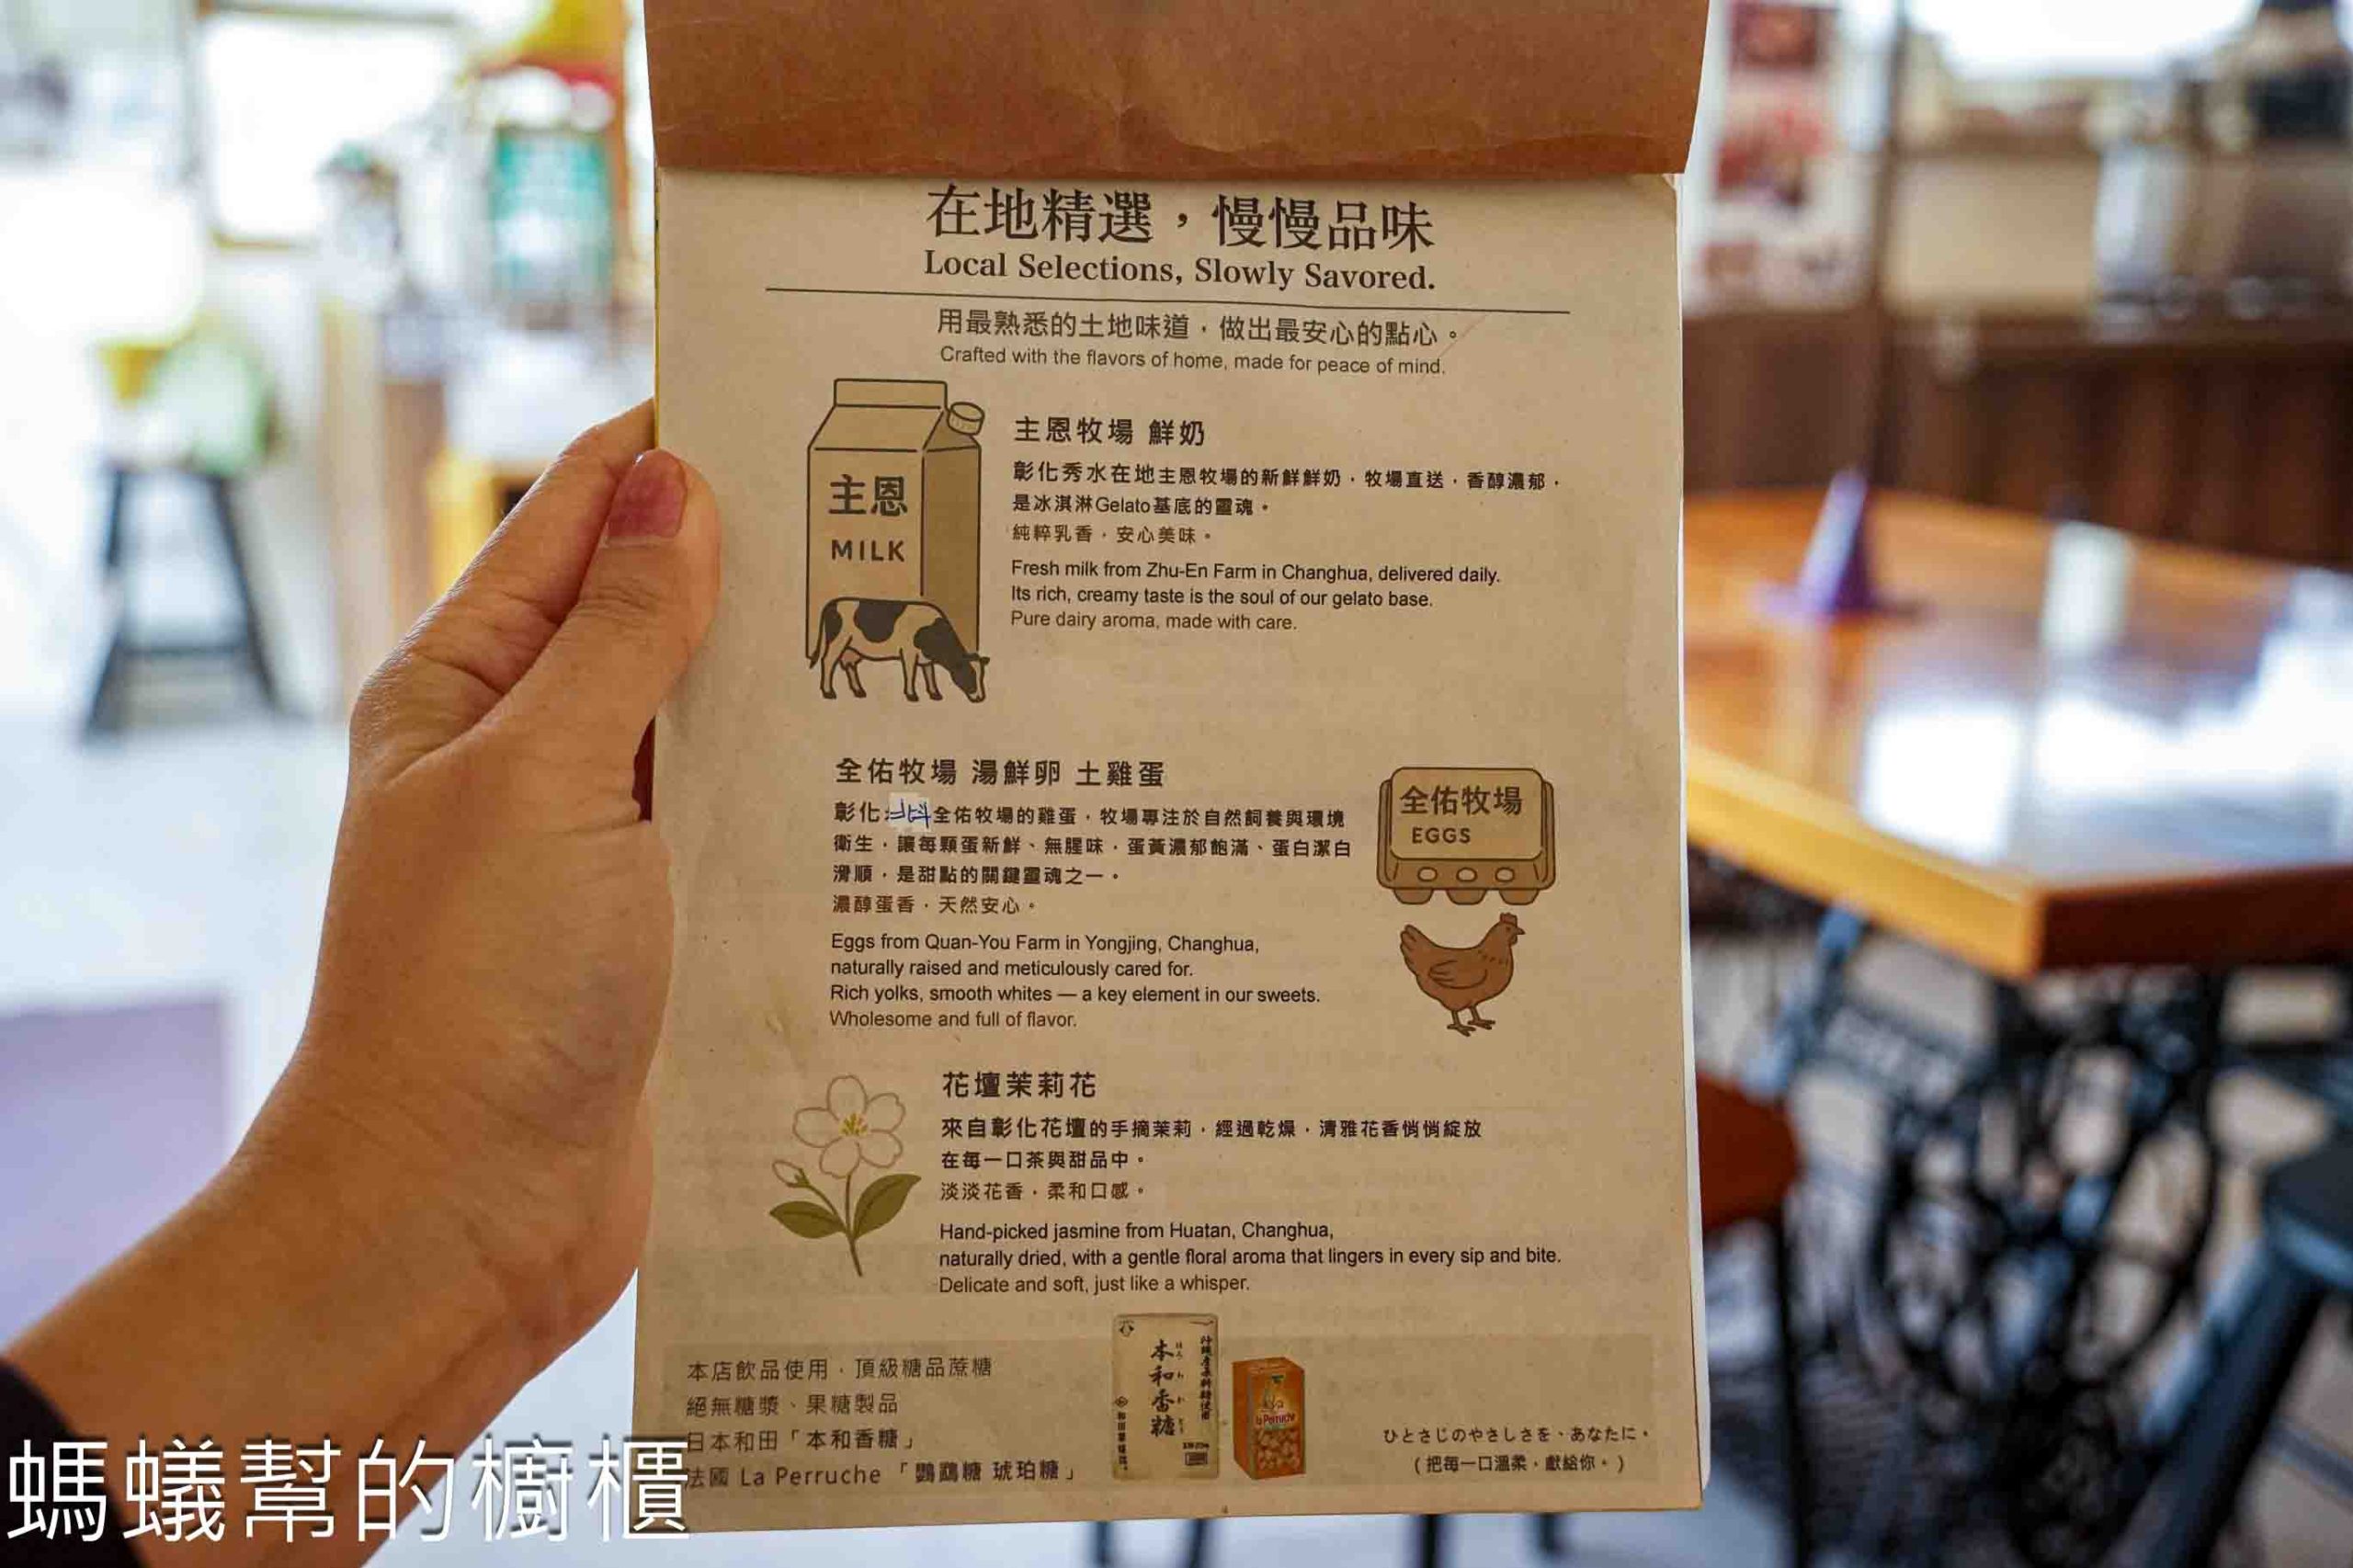 在地精選，慢慢品味
Local Selections, Slowly Savored.
用最熟悉的土地味道，做出最安心的點心。
Crafted with the flavors of home, made for peace of mind.
主恩
MILK
主恩牧場 鮮奶
彰化秀水在地主恩牧場的新鮮鮮奶，牧場直送，香醇濃郁，
是冰淇淋Gelato基底的靈魂。
純粹乳香，安心美味。
Fresh milk from Zhu-En Farm in Changhua, delivered daily.
Its rich, creamy taste is the soul of our gelato base.
Pure dairy aroma, made with care.
全佑牧場 湯鮮卵 土雞蛋
彰化北斗全佑牧場的雞蛋，牧場專注於自然飼養與環境
衛生，讓每顆蛋新鮮、無腥味，蛋黃濃郁飽滿、蛋白潔白
滑順，是甜點的關鍵靈魂之一。
濃醇蛋香，天然安心。
Eggs from Quan-You Farm in Yongjing, Changhua,
naturally raised and meticulously cared for.
Rich yolks, smooth whites — a key element in our sweets.
Wholesome and full of flavor.
全佑牧場
EGGS
花壇茉莉花
來自彰化花壇的手摘茉莉，經過乾燥，清雅花香悄悄綻放
在每一口茶與甜品中。
淡淡花香，柔和口感。
Hand-picked jasmine from Huatan, Changhua,
naturally dried, with a gentle floral aroma that lingers in every sip and bite.
Delicate and soft, just like a whisper.
本店飲品使用，頂級糖品蔗糖
絕無糖漿、果糖製品
日本和田「本和香糖」
法國 La Perruche 「鸚鵡糖 琥珀糖」
本和香糖
la Perruche
ひとさじのやさしさを、あなたに。
(把每一口溫柔，獻給你。)
螞蟻幫的櫥櫃